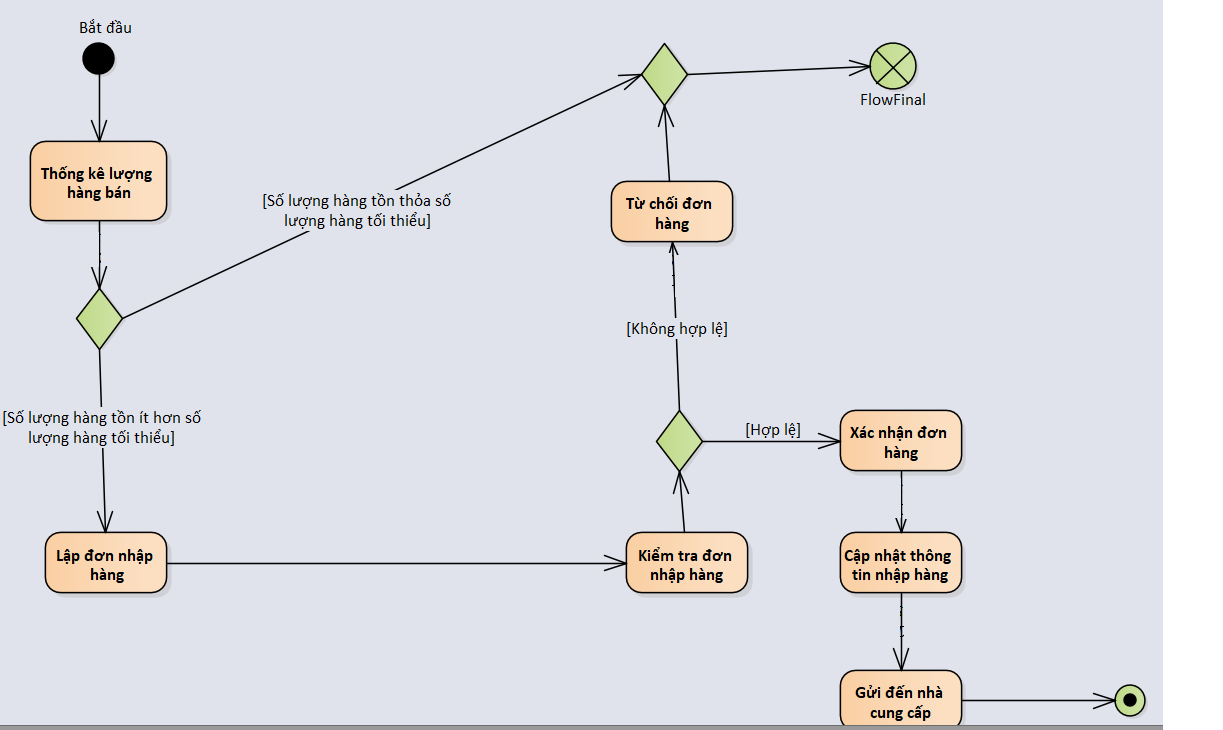 Bắt đầu
FlowFinal
Thống kê lượng
hàng bán
[Số lượng hàng tồn thỏa số
lượng hàng tối thiểu]
Từ chối đơn
hàng
[Không hợp lệ]
[Số lượng hàng tồn ít hơn số
lượng hàng tối thiểu]
[Hợp lệ]
Xác nhận đơn
hàng
Lập đơn nhập
hàng
Kiểm tra đơn
nhập hàng
Cập nhật thông
tin nhập hàng
Gửi đến nhà
cung cấp